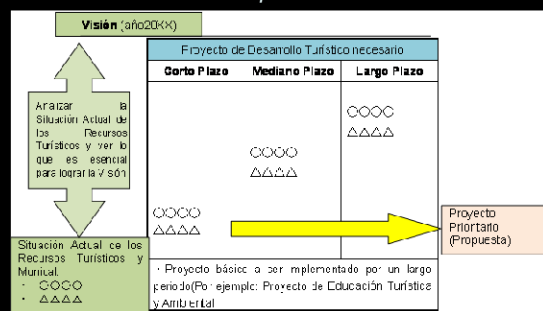 Visión (año20XX)
Proyecto de Desarrollo Turístico necesario
Corto Plazo Mediano Plazo Largo Plazo
Analizar la
Situación Actual de
los Recursos
Turísticos y ver lo
que es esencial
para lograr la Visión
○○○○
△△△△
○○○○
△△△△
○○○○
△△△△
Proyecto
Prioritario
(Propuesta)
Situación Actual de los
Recursos Turísticos y
Municipal.
· ○○○○
· △△△△
· Proyecto básico a ser implementado por un largo
periodo(Por ejemplo: Proyecto de Educación Turística
y Ambiental